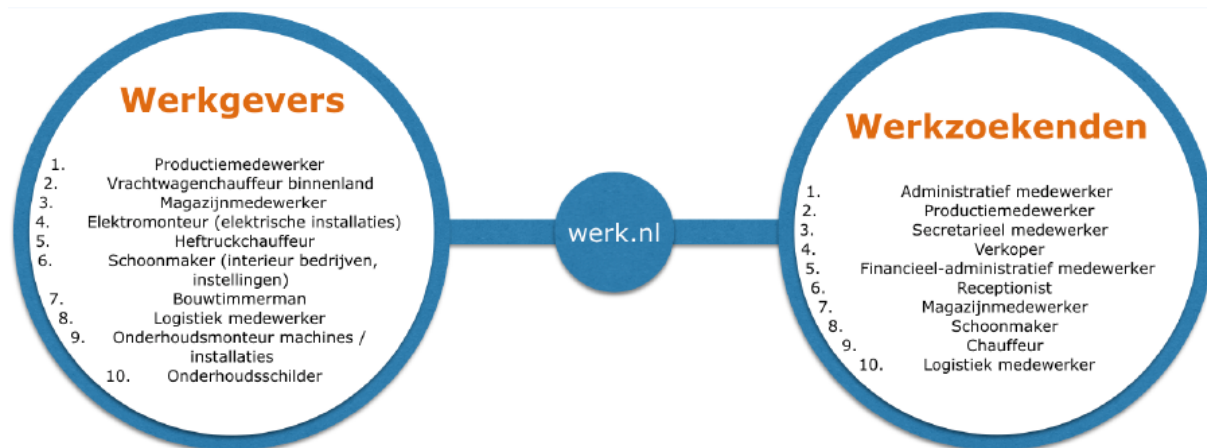 Werkgevers
1. Productiemedewerker
2. Vrachtwagenchauffeur binnenland
3. Magazijnmedewerker
4. Elektromonteur (elektrische installaties)
5. Heftruckchauffeur
6. Schoonmaker (interieur bedrijven,
instellingen)
7. Bouwtimmerman
8. Logistiek medewerker
9. Onderhoudsmonteur machines /
installaties
10. Onderhoudsschilder
werk.nl
Werkzoekenden
1. Administratief medewerker
2. Productiemedewerker
3. Secretarieel medewerker
4. Verkoper
5. Financieel-administratief medewerker
6. Receptionist
7. Magazijnmedewerker
8. Schoonmaker
9. Chauffeur
10. Logistiek medewerker